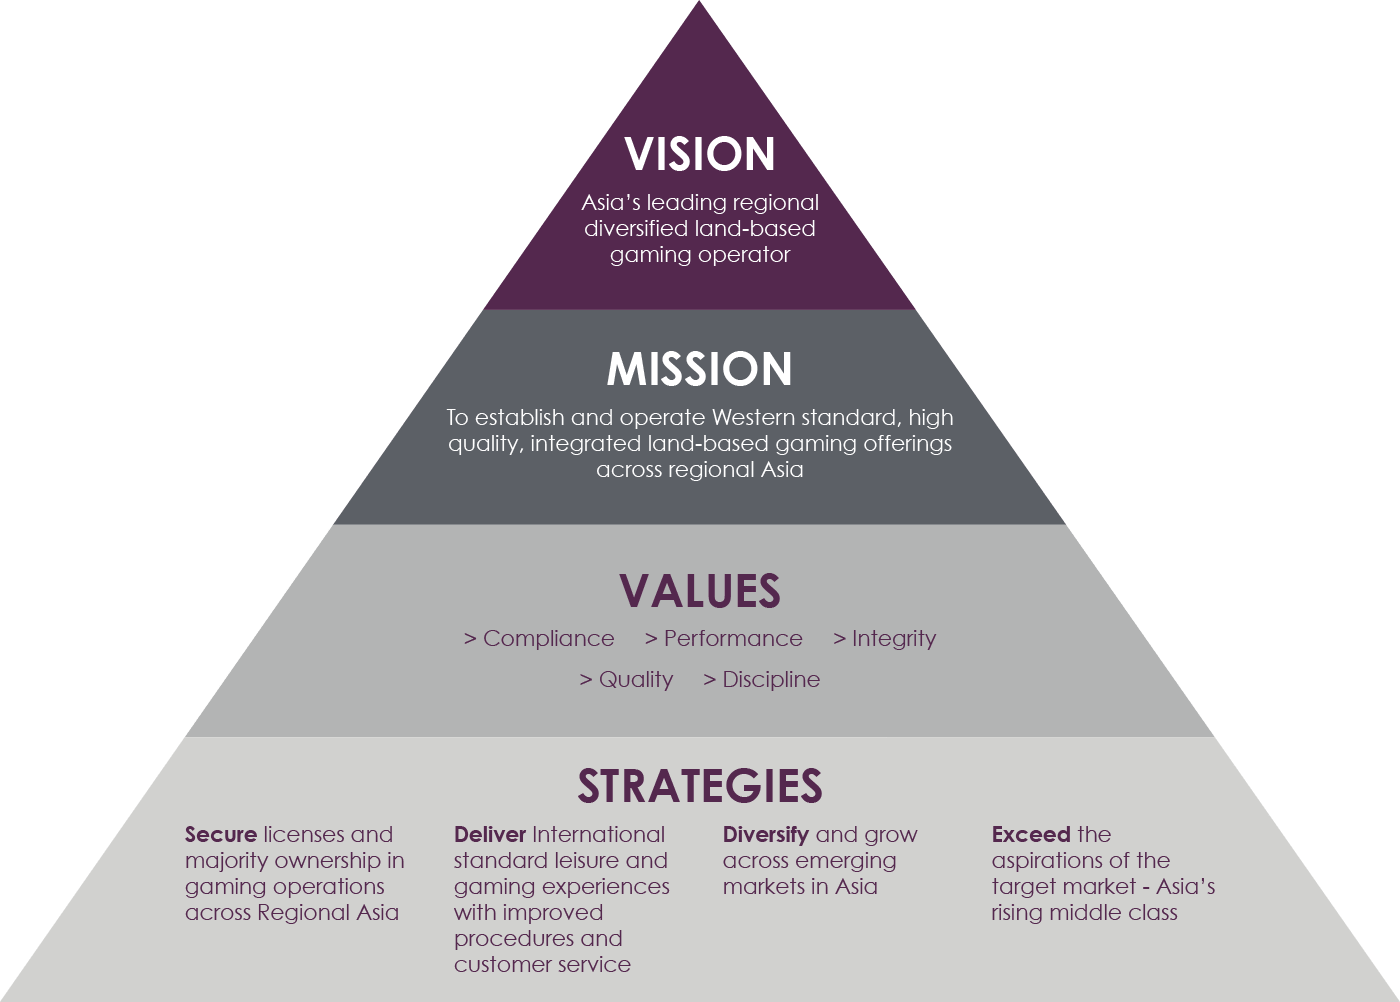 VISION
Asia’s leading regional
diversified land-based
gaming operator
MISSION
To establish and operate Western standard, high
quality, integrated land-based gaming offerings
across regional Asia
VALUES
> Compliance > Performance > Integrity
> Quality > Discipline
STRATEGIES
Secure licenses and
majority ownership in
gaming operations
across Regional Asia
Deliver International
standard leisure and
gaming experiences
with improved
procedures and
customer service
Diversify and grow
across emerging
markets in Asia
Exceed the
aspirations of the
target market - Asia’s
rising middle class